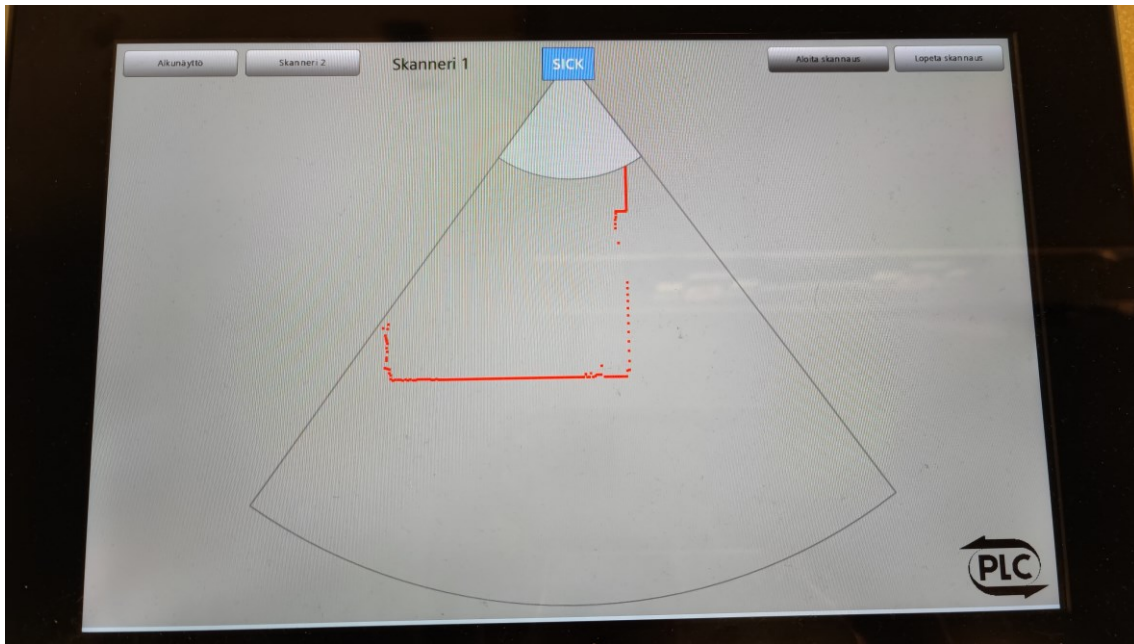 Alkunäyttö
Skanneri 2
Skanneri 1
SICK
Aloita skannaus
Lopeta skannaus
PLC